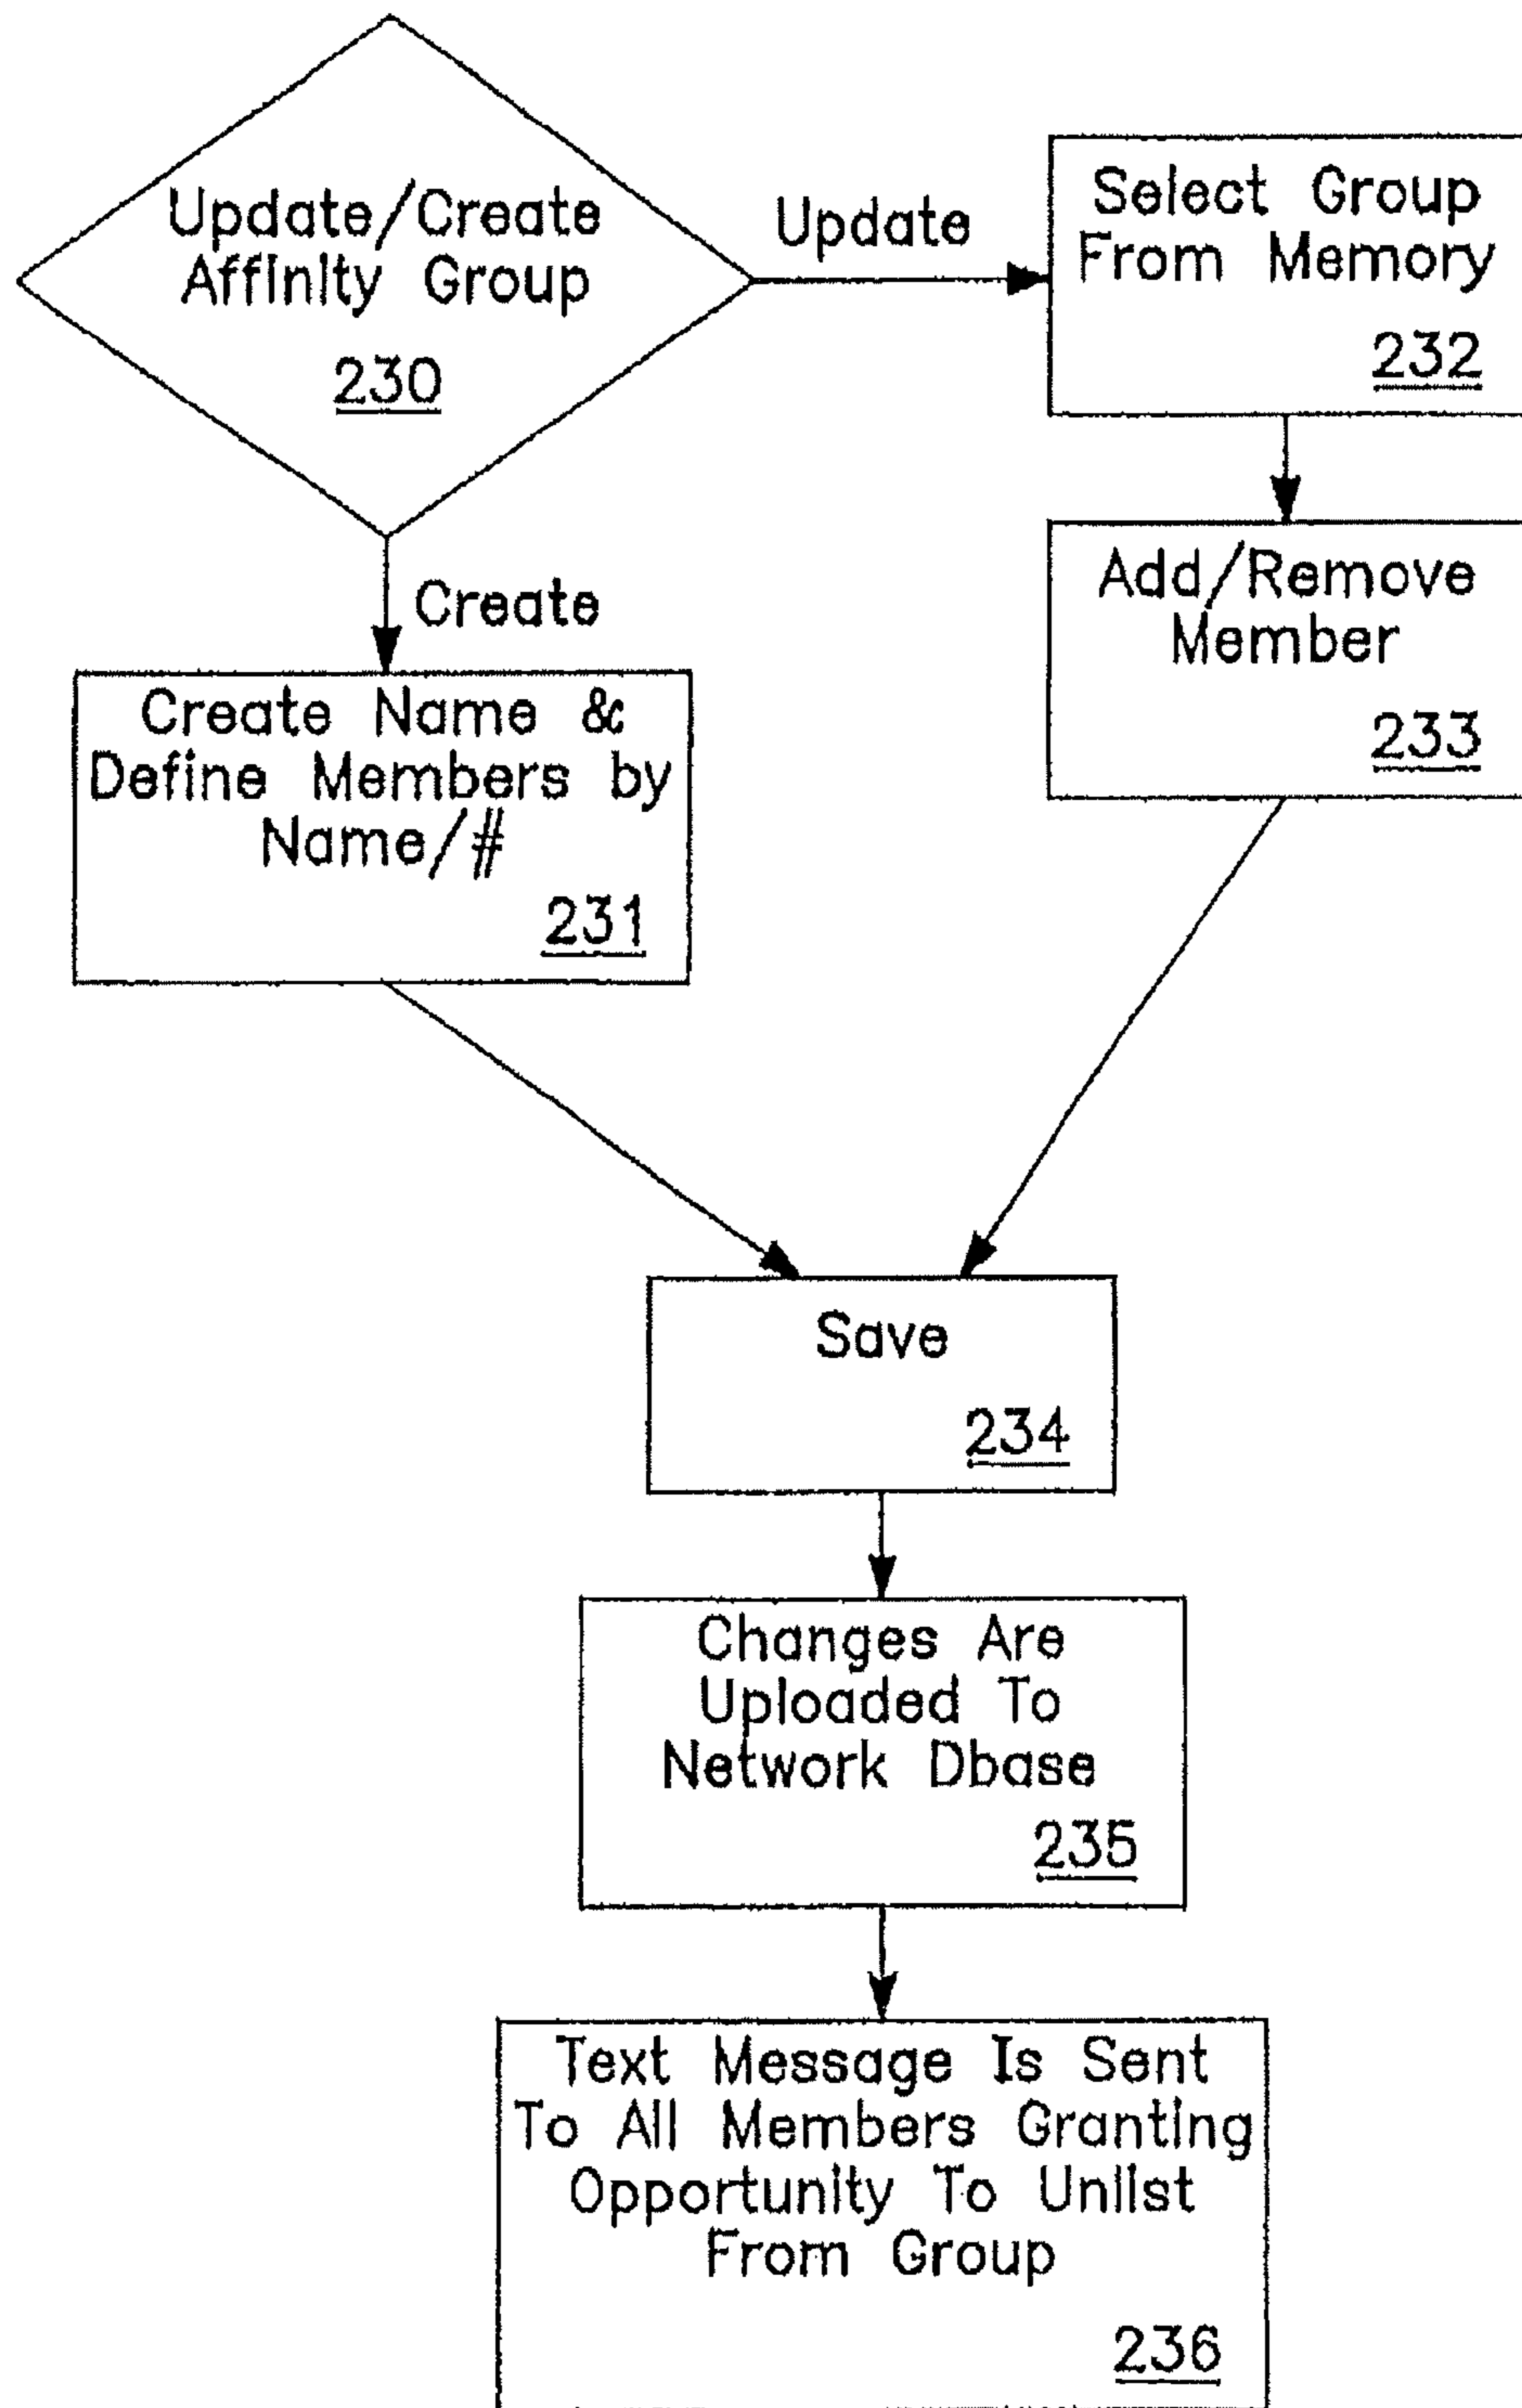 Update/Create
Affinity Group
230
Update
Select Group
From Memory
232
Add/Remove
Member
233
Create
Create Name &
Define Members by
Name/#
231
Save
234
Changes Are
Uploaded To
Network Dbase
235
Text Message Is Sent
To All Members Granting
Opportunity To Unlist
From Group
236